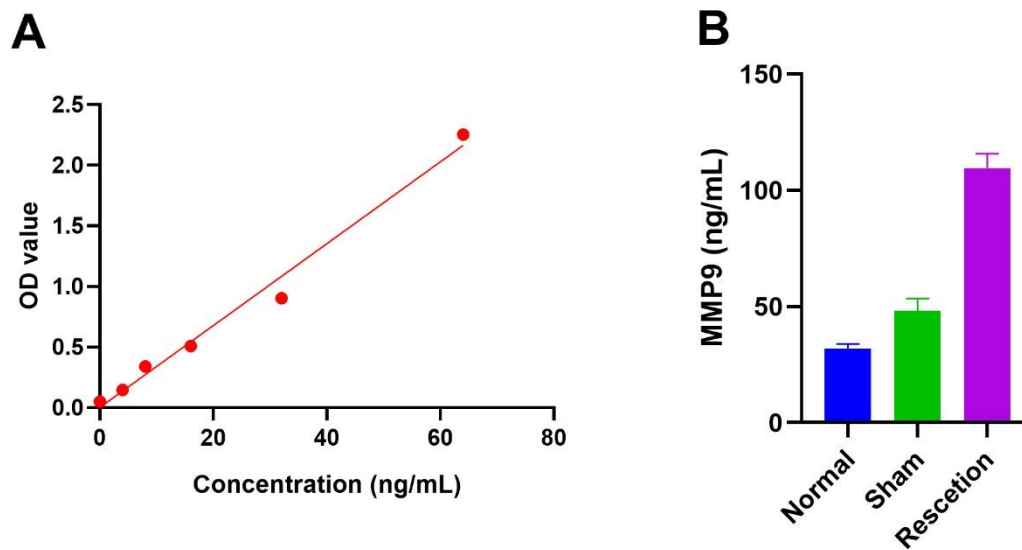 A
OD value
2.5
2.0
1.5
1.0
0.5
0.0
0 20 40 60 80
Concentration (ng/mL)
B
MMP9 (ng/mL)
150
100
50
0
Normal
Sham
Rescetion